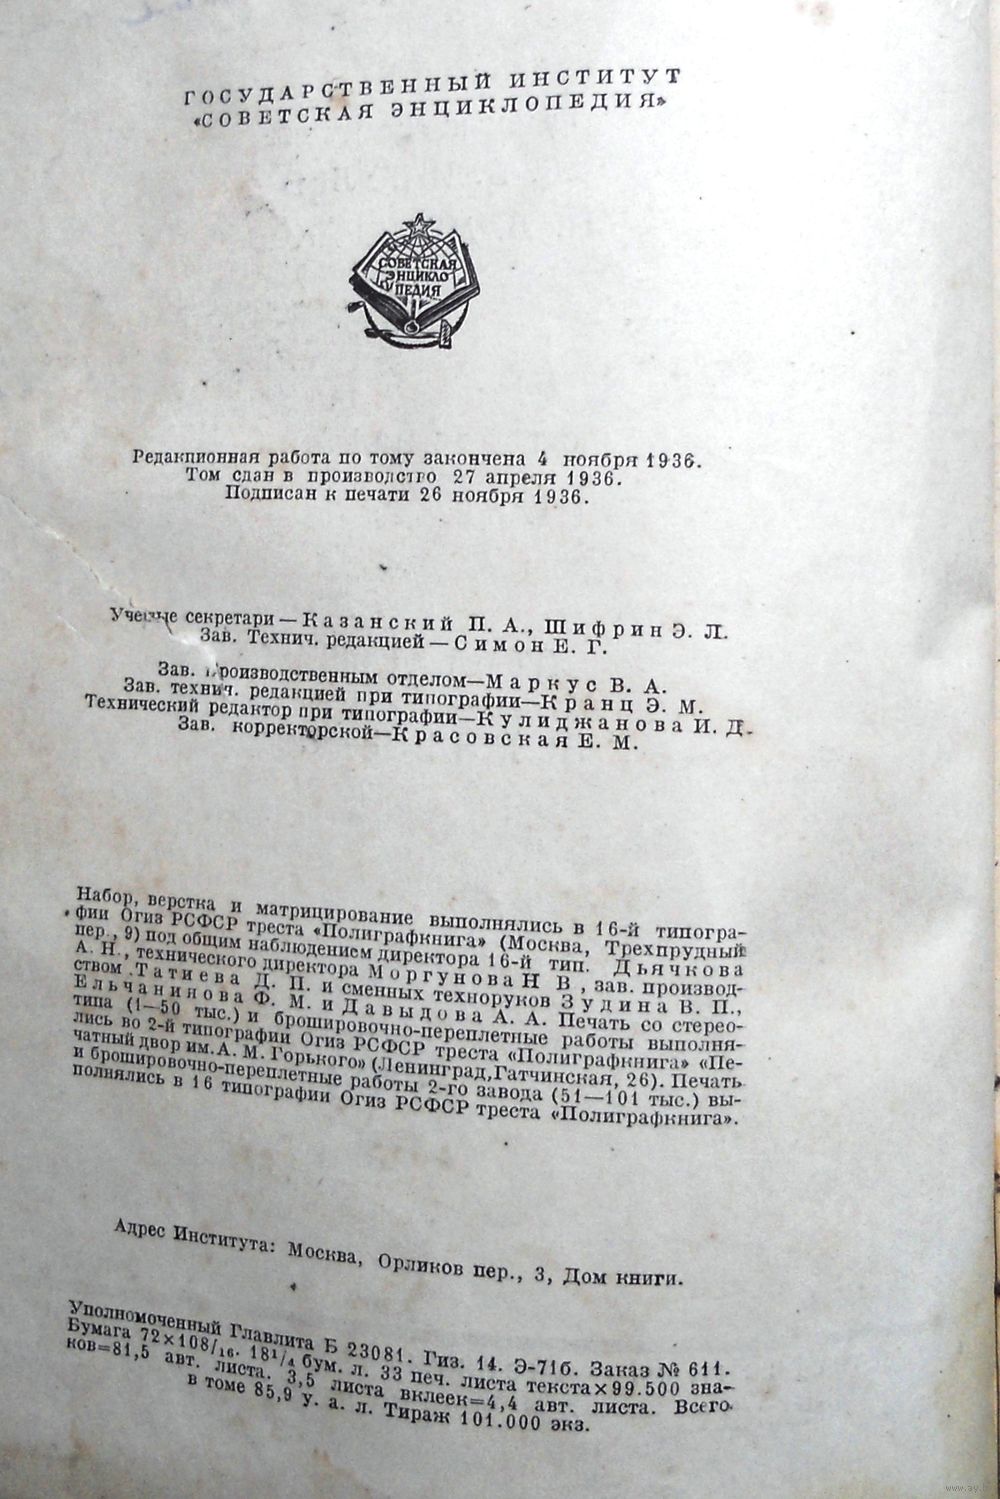 ГОСУДАРСТВЕННЫЙ ИНСТИТУТ
«СОВЕТСКАЯ ЭНЦИКЛОПЕДИЯ»
СОВЕТСКАЯ
ЭНЦИКЛО
ПЕДИЯ
Редакционная работа по тому закончена 4 ноября 1936.
Том сдан в производство 27 апреля 1936.
Подписан к печати 26 ноября 1936.
Ученые секретари — Казанский П. А., Шифрин Э. Л.
Зав. Технич. редакцией — Симон Е. Г.
Зав. Производственным отделом—Маркус В. А.
Зав. технич. редакцией при типографии—Кранц Э. М.
Технический редактор при типографии—Кулиджанова И. Д.
Зав. корректорской—Красовская Е. М.
Набор, верстка и матрицирование выполнялись в 16-й типогра-
фии Огиз РСФСР треста «Полиграфкнига» (Москва, Трехпрудный
пер., 9) под общим наблюдением директора 16-й тип. Дьячкова
А. Н., технического директора Моргунова Н В , зав. производ-
ством Татиева Д. П. и сменных техноруков Зудина В. П.,
Ельчанинова Ф. М. и Давыдова А. А. Печать со стерео-
типа (1—50 тыс.) и брошировочно-переплетные работы выполня-
лись во 2-й типографии Огиз РСФСР треста «Полиграфкнига» «Пе-
чатный двор им. А. М. Горького» (Ленинград, Гатчинская, 26). Печать
и брошировочно-переплетные работы 2-го завода (51—101 тыс.) вы-
полнялись в 16 типографии Огиз РСФСР треста «Полиграфкнига».
Адрес Института: Москва, Орликов пер., 3, Дом книги.
Уполномоченный Главлита Б 23081. Гиз. 14. Э-71б. Заказ № 611.
Бумага 72×108/16. 18¹/₄ бум. л. 33 печ. листа текста×99.500 зна-
ков=81,5 авт. листа. 3,5 листа вклеек=4,4 авт. листа. Всего
в томе 85,9 у. а. л. Тираж 101.000 экз.